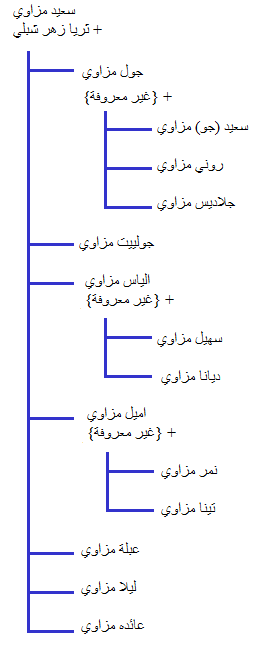 سعيد مزاوي
+ ثريا زهر شبلي
جول مزاوي
+ {غير معروفة}
سعيد (جو) مزاوي
روني مزاوي
جلاديس مزاوي
جولييت مزاوي
الياس مزاوي
+ {غير معروفة}
سهيل مزاوي
ديانا مزاوي
اميل مزاوي
+ {غير معروفة}
نمر مزاوي
تينا مزاوي
عبلة مزاوي
ليلا مزاوي
عائده مزاوي